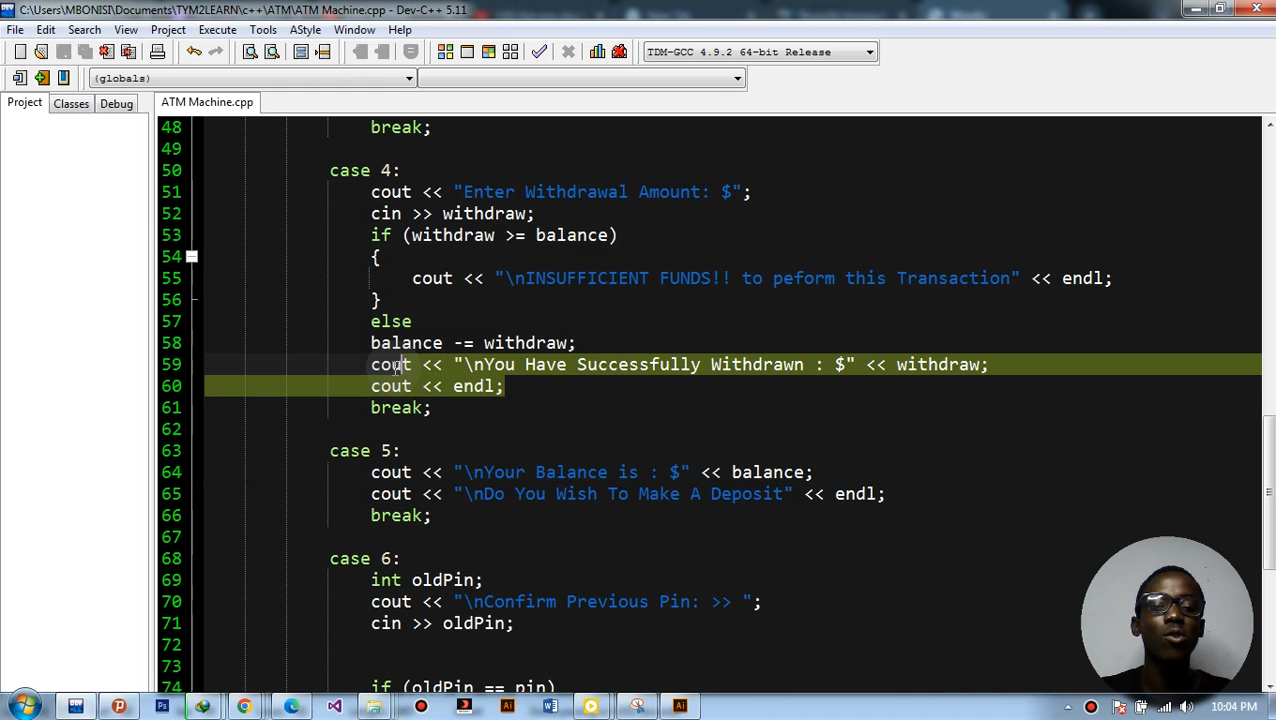 C:\Users\MBONISI\Documents\TYM2LEARN\c++\ATM\ATM Machine.cpp - Dev-C++ 5.11
File Edit Search View Project Execute Tools AStyle Window Help
TDM-GCC 4.9.2 64-bit Release
(globals)
Project Classes Debug ATM Machine.cpp
48 break;
49
50 case 4:
51 cout << "Enter Withdrawal Amount: $";
52 cin >> withdraw;
53 if (withdraw >= balance)
54 {
55 cout << "\nINSUFFICIENT FUNDS!! to peform this Transaction" << endl;
56 }
57 else
58 balance -= withdraw;
59 cout << "\nYou Have Successfully Withdrawn : $" << withdraw;
60 cout << endl;
61 break;
62
63 case 5:
64 cout << "\nYour Balance is : $" << balance;
65 cout << "\nDo You Wish To Make A Deposit" << endl;
66 break;
67
68 case 6:
69 int oldPin;
70 cout << "\nConfirm Previous Pin: >> ";
71 cin >> oldPin;
72
73
74 if (oldPin == pin)
Ps Ai W Ai 10:04 PM